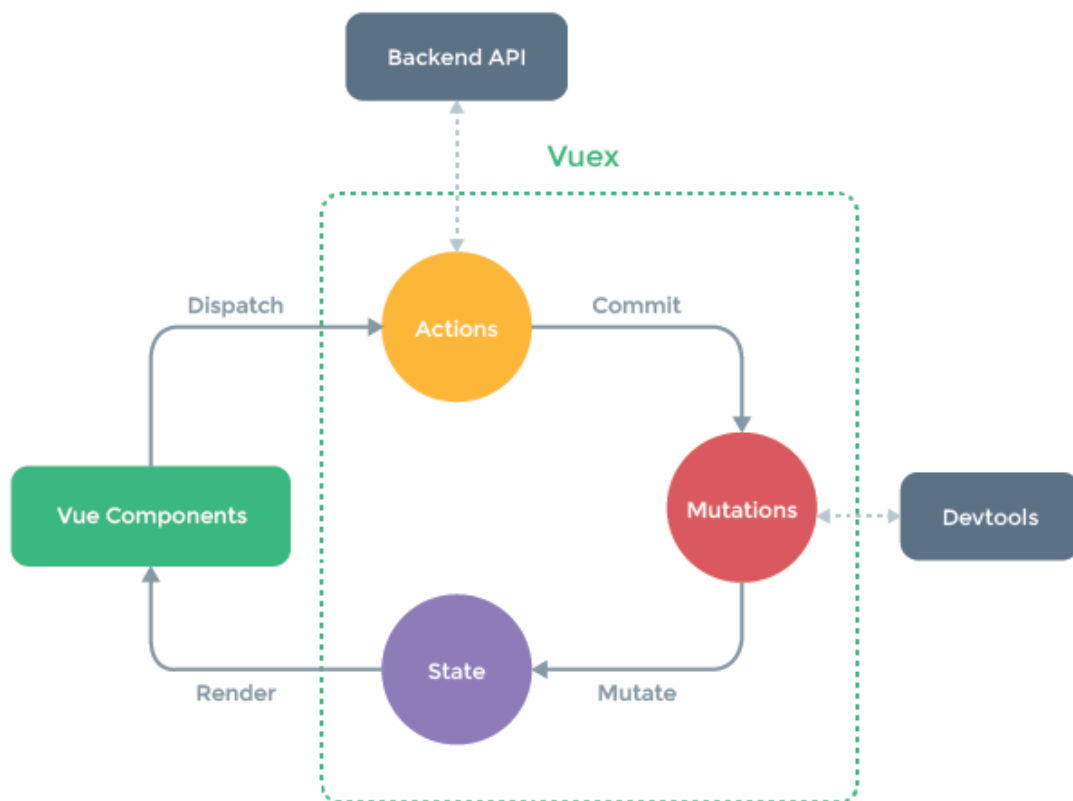 Backend API
Vuex
Dispatch
Commit
Actions
Vue Components
Mutations
Devtools
State
Render
Mutate